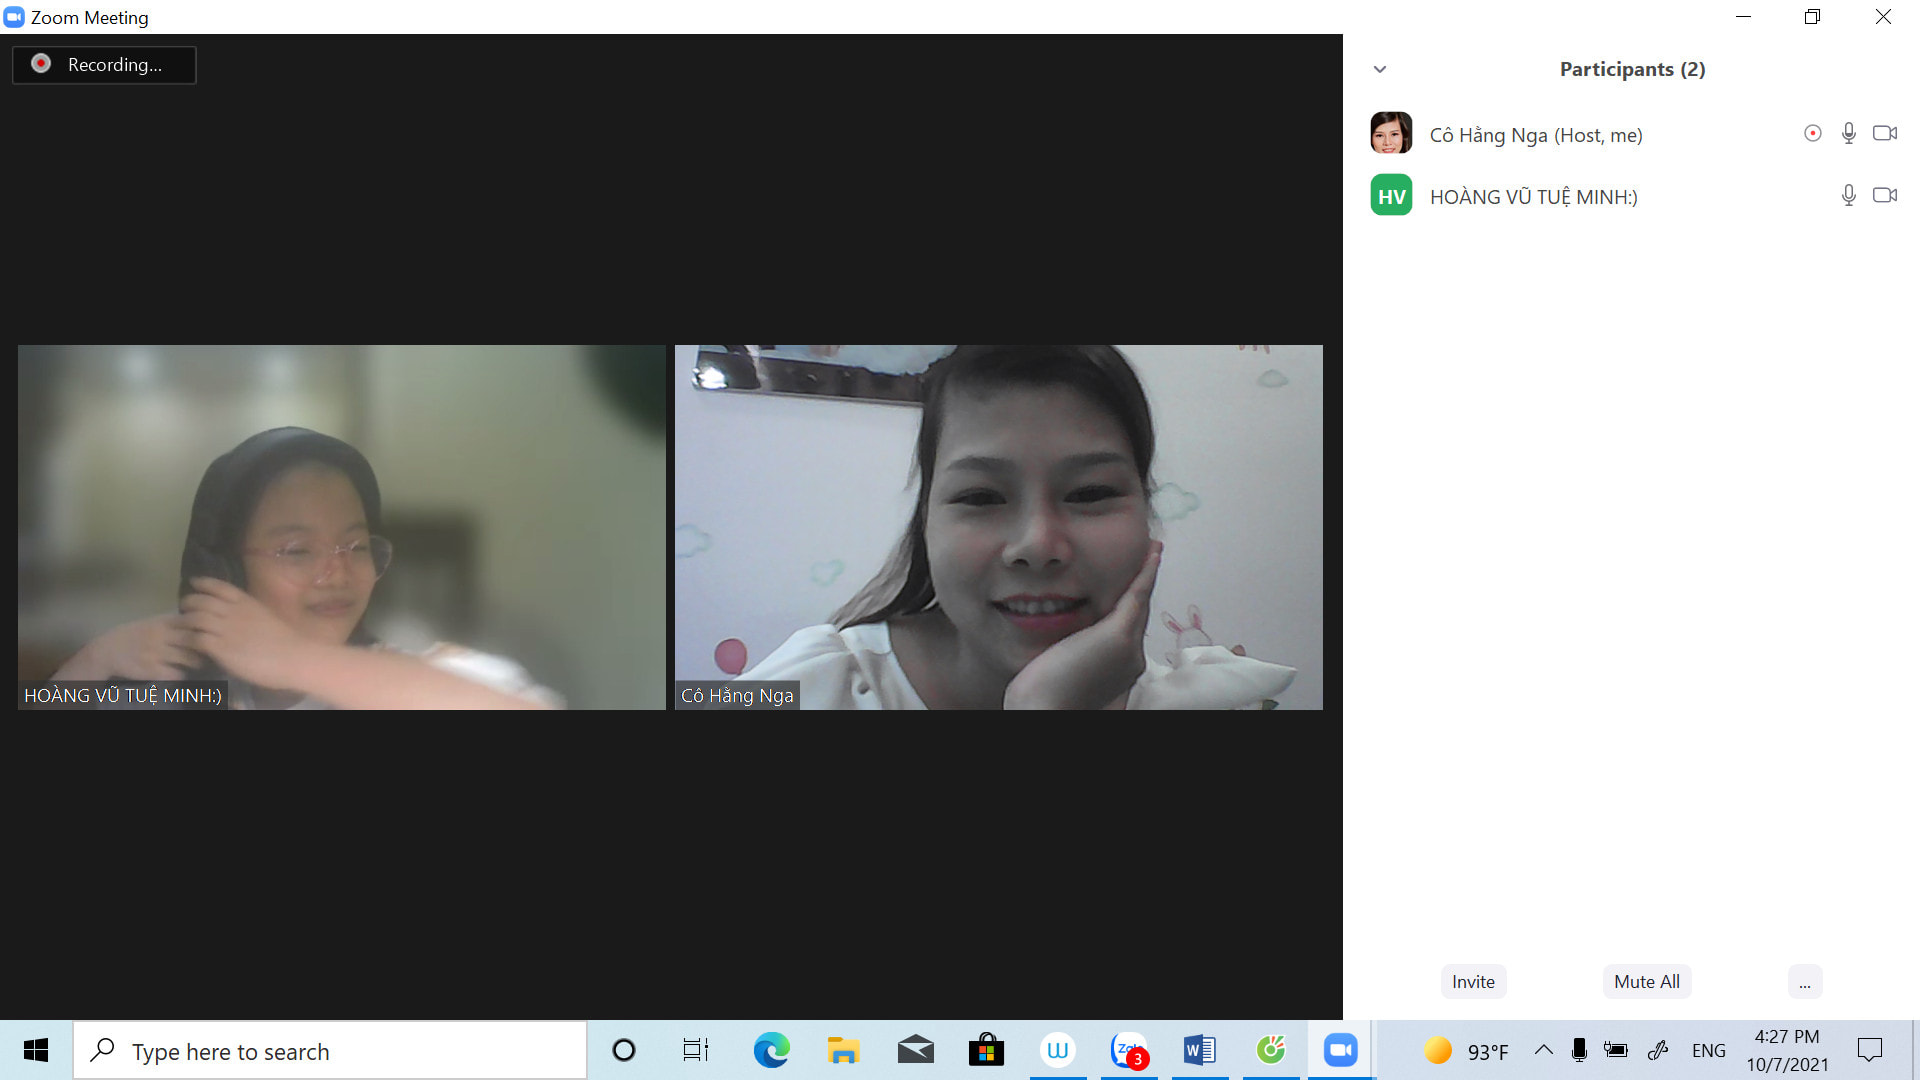 Zoom Meeting
Recording...
Participants (2)
Cô Hằng Nga (Host, me)
HV HOÀNG VŨ TUỆ MINH:)
HOÀNG VŨ TUỆ MINH:)
Cô Hằng Nga
Invite
Mute All
...
Type here to search
W
Zalo
3
W
93°F
ENG
4:27 PM
10/7/2021